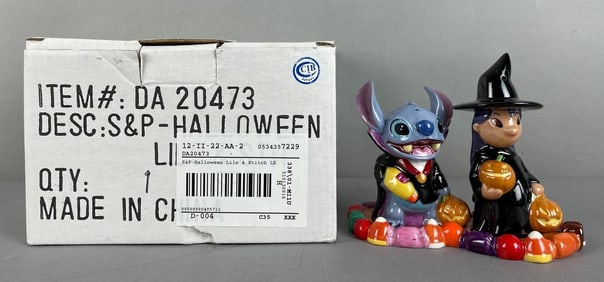 CIB
ITEM#: DA 20473
DESC:S&P-HALLOWEEN
LI
QTY: 1
MADE IN CH
12-II-22-AA-2 0534357229
DA20473
S&P-Halloween Lilo & Stitch LE
D-004 C35 XXX